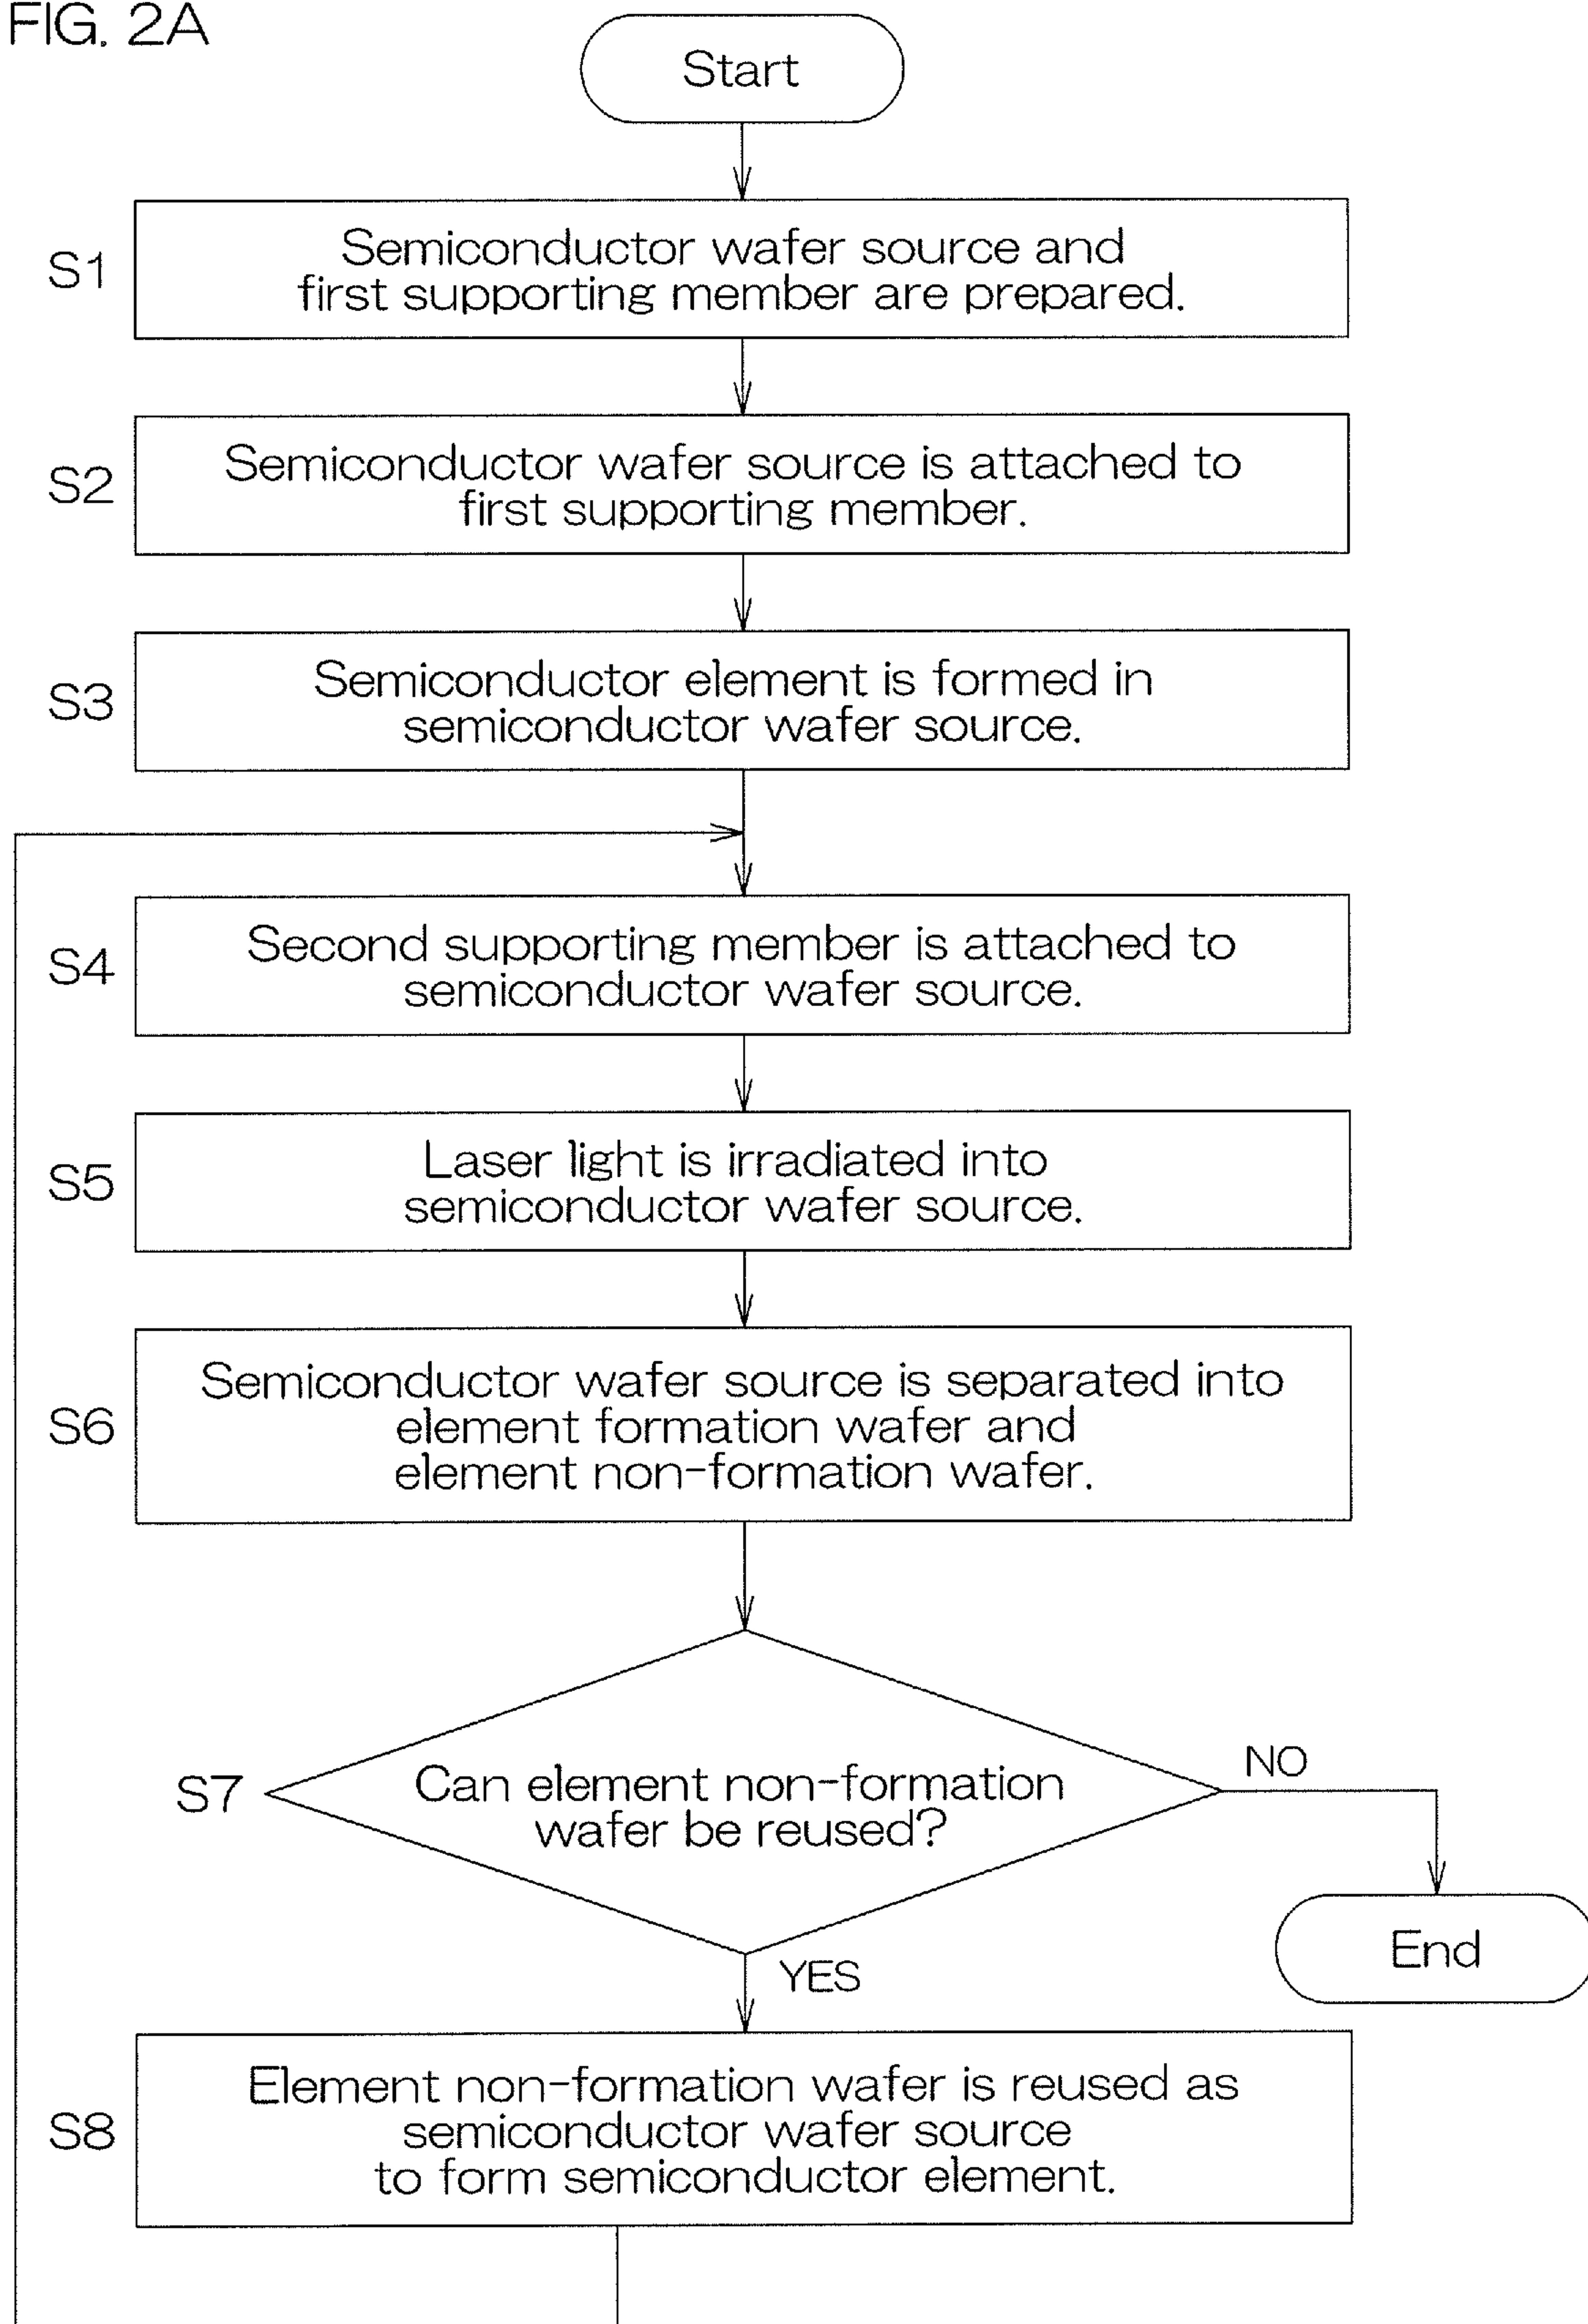 FIG. 2A
Start
S1
Semiconductor wafer source and
first supporting member are prepared.
S2
Semiconductor wafer source is attached to
first supporting member.
S3
Semiconductor element is formed in
semiconductor wafer source.
S4
Second supporting member is attached to
semiconductor wafer source.
S5
Laser light is irradiated into
semiconductor wafer source.
S6
Semiconductor wafer source is separated into
element formation wafer and
element non-formation wafer.
S7
Can element non-formation
wafer be reused?
NO
End
YES
S8
Element non-formation wafer is reused as
semiconductor wafer source
to form semiconductor element.